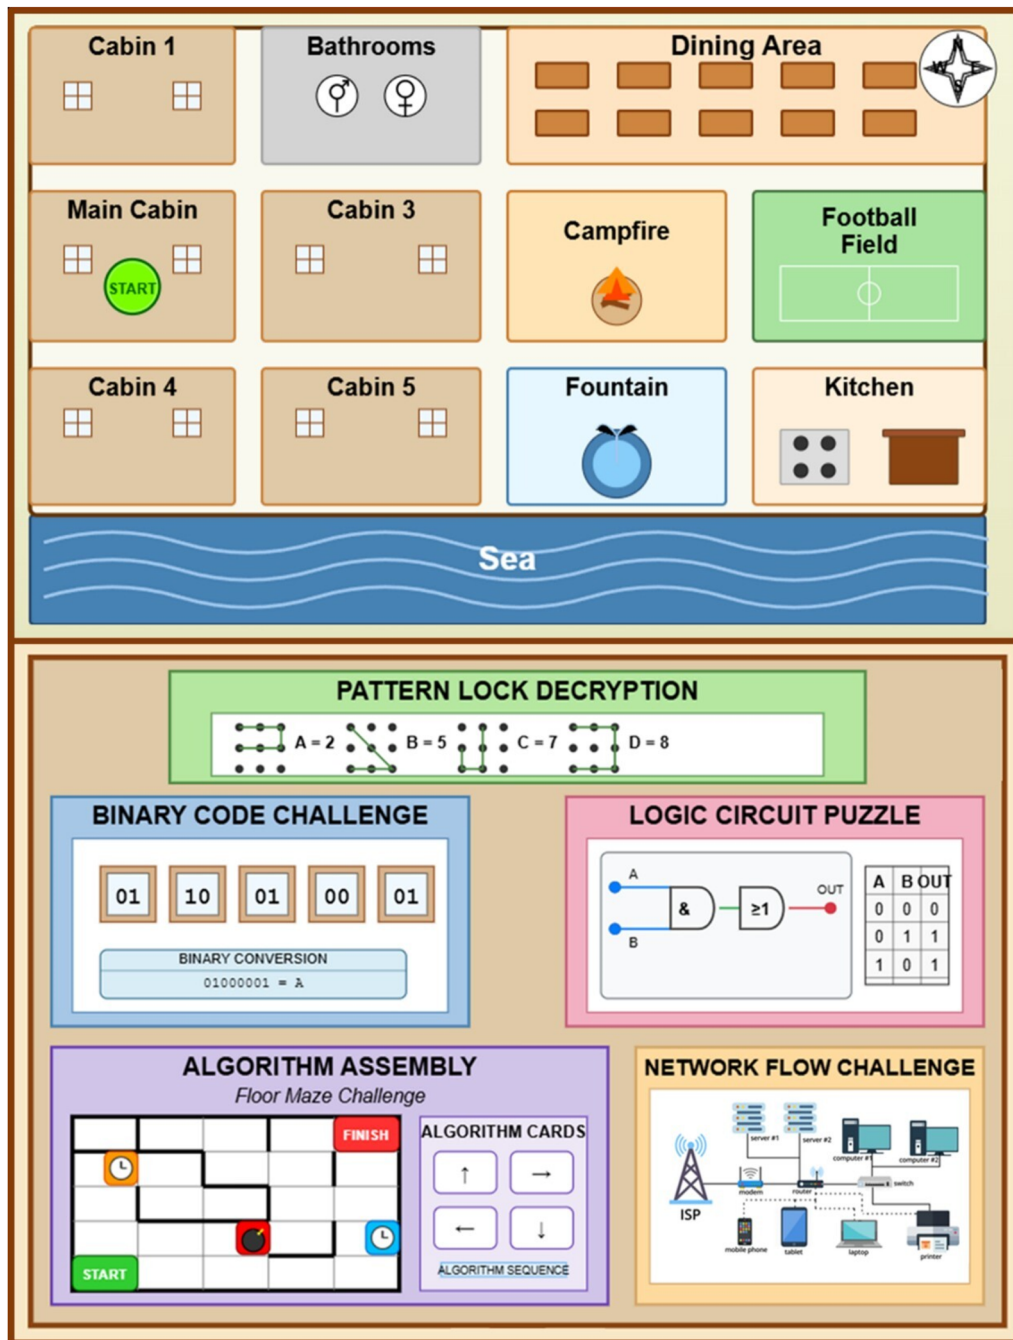 Cabin 1
Bathrooms
Dining Area
N
W E
S
Main Cabin
START
Cabin 3
Campfire
Football
Field
Cabin 4
Cabin 5
Fountain
Kitchen
Sea
PATTERN LOCK DECRYPTION
A = 2 B = 5 C = 7 D = 8
BINARY CODE CHALLENGE
01 10 01 00 01
BINARY CONVERSION
01000001 = A
LOGIC CIRCUIT PUZZLE
A
B
&
≥1
OUT
A B OUT
0 0 0
0 1 1
1 0 1
ALGORITHM ASSEMBLY
Floor Maze Challenge
FINISH
START
ALGORITHM CARDS
↑ →
← ↓
ALGORITHM SEQUENCE
NETWORK FLOW CHALLENGE
server #1
server #2
computer #1
computer #2
ISP
modem
router
switch
mobile phone
tablet
laptop
printer